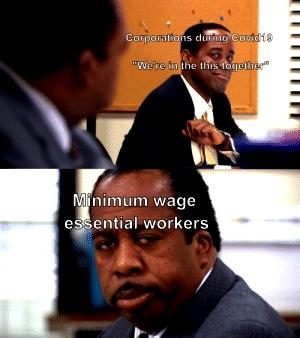 Corporations during Covid19
"We're in the this together"
Minimum wage
essential workers